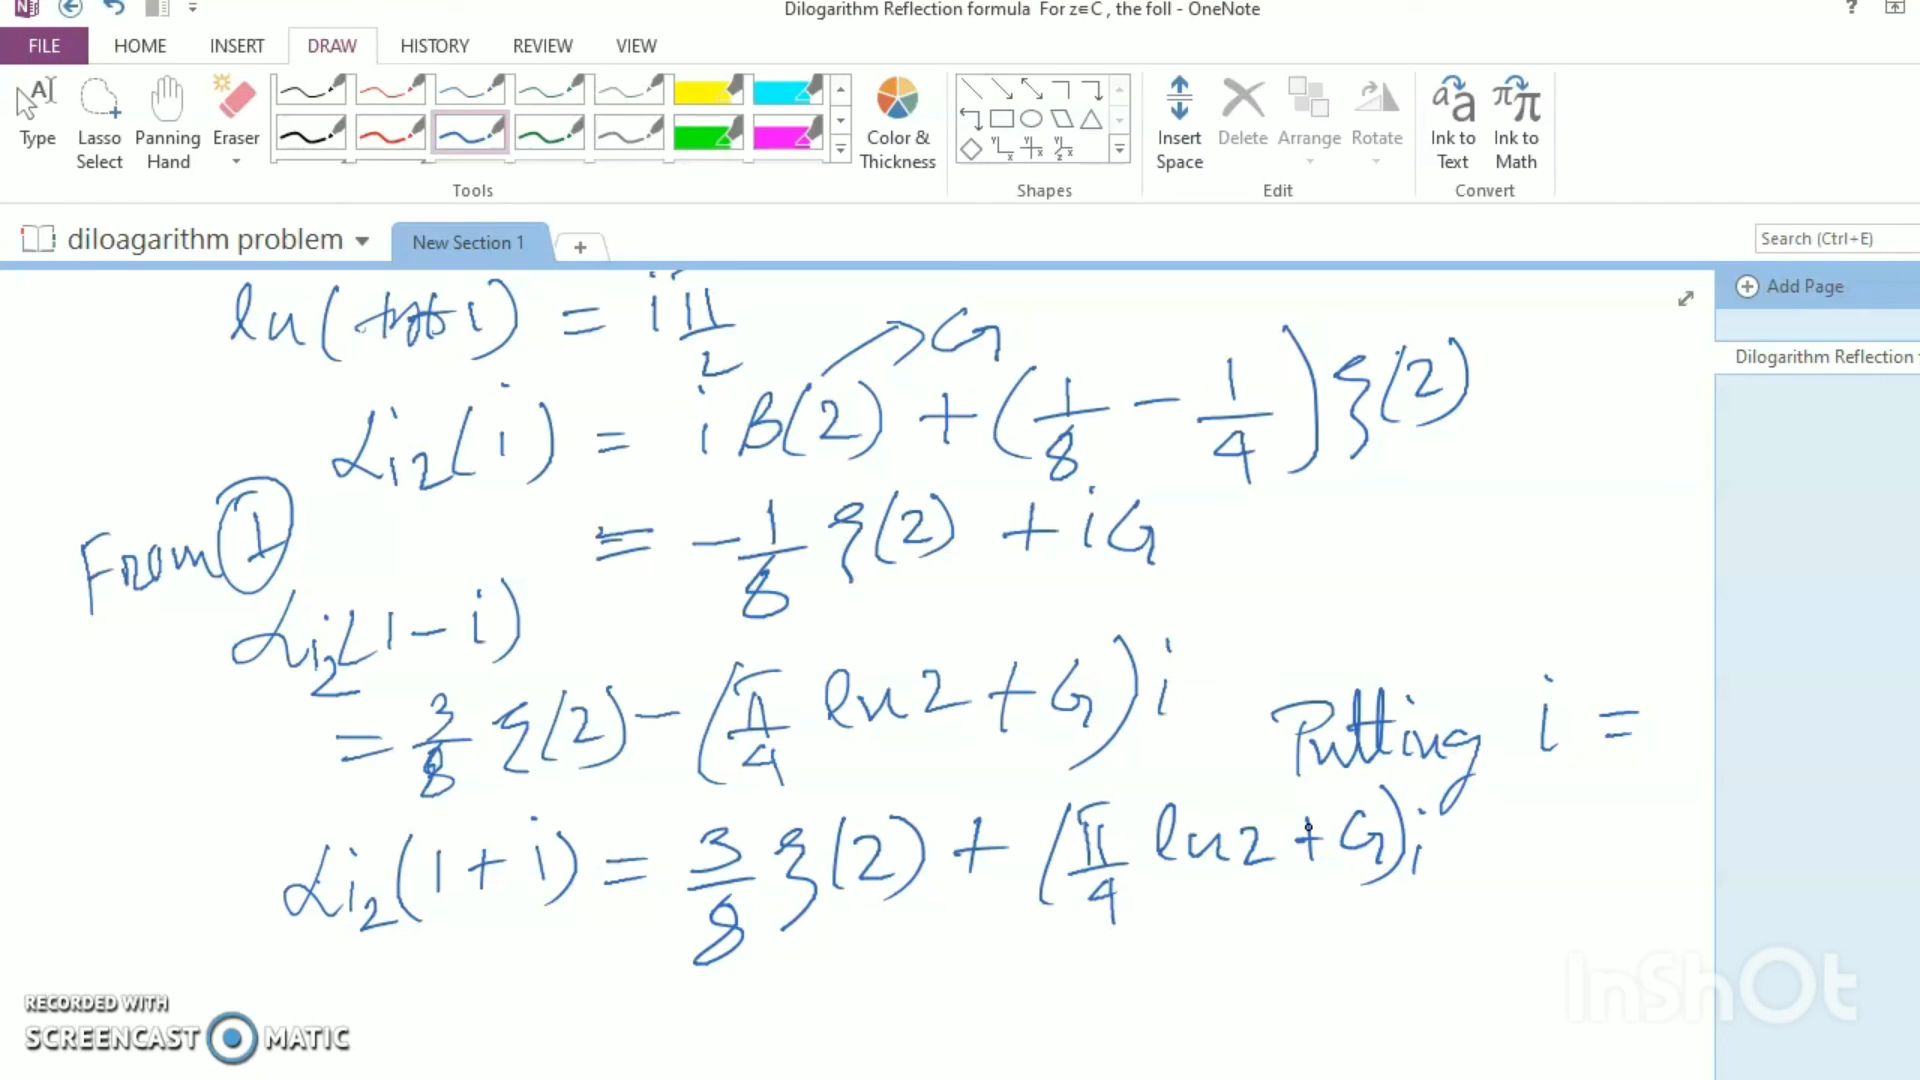 Dilogarithm Reflection formula For z∈C , the foll - OneNote
FILE HOME INSERT DRAW HISTORY REVIEW VIEW
Type Lasso Select Panning Hand Eraser Color & Thickness Insert Space Delete Arrange Rotate Ink to Text Ink to Math
Tools Shapes Edit Convert
diloagarithm problem New Section 1 + Search (Ctrl+E)
Add Page
Dilogarithm Reflection
ln( i) = iπ/2
→ G
Li₂(i) = i β(2) + (1/8 − 1/4) ξ(2)
= −1/8 ξ(2) + iG
From ①
Li₂(1 − i)
= 3/8 ξ(2) − (π/4 ln2 + G) i
Putting i =
Li₂(1 + i) = 3/8 ξ(2) + (π/4 ln2 + G) i
InShOt
RECORDED WITH
SCREENCAST MATIC